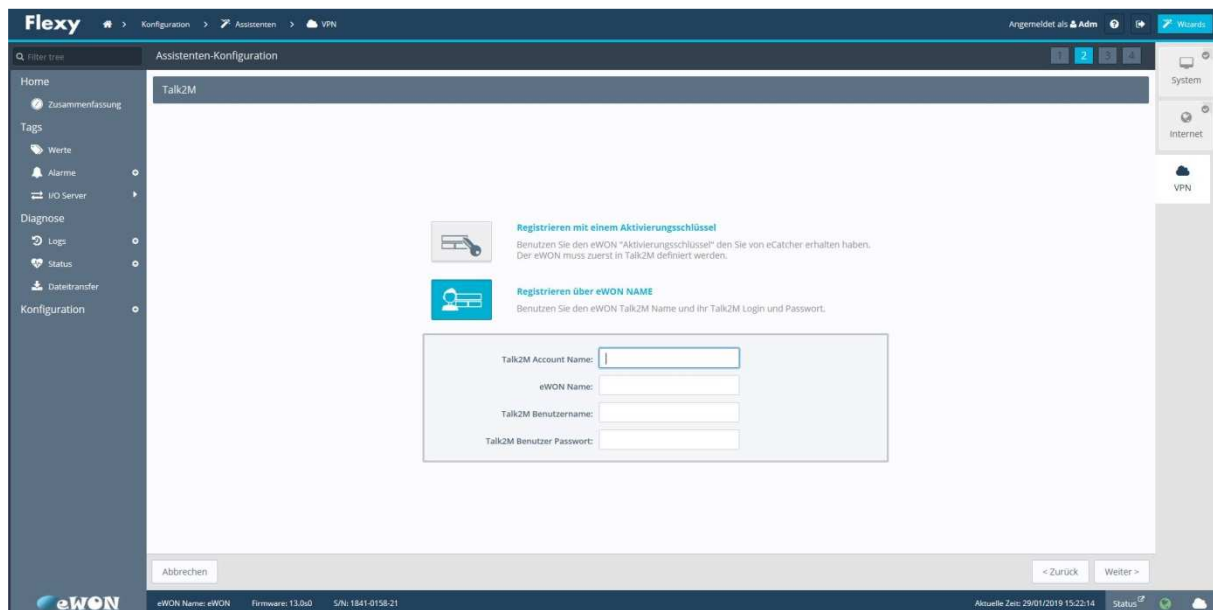 Flexy
Konfiguration > Assistenten > VPN
Angemeldet als Adm
Wizards
Filter tree
Home
Zusammenfassung
Tags
Werte
Alarme
I/O Server
Diagnose
Logs
Status
Dateitransfer
Konfiguration
Assistenten-Konfiguration
1 2 3 4
Talk2M
Registrieren mit einem Aktivierungsschlüssel
Benutzen Sie den eWON "Aktivierungsschlüssel" den Sie von eCatcher erhalten haben.
Der eWON muss zuerst in Talk2M definiert werden.
Registrieren über eWON NAME
Benutzen Sie den eWON Talk2M Name und ihr Talk2M Login und Passwort.
Talk2M Account Name:
eWON Name:
Talk2M Benutzername:
Talk2M Benutzer Passwort:
Abbrechen
< Zurück
Weiter >
System
Internet
VPN
eWON
eWON Name: eWON Firmware: 13.0s0 S/N: 1841-0158-21
Aktuelle Zeit: 29/01/2019 15:22:14
Status